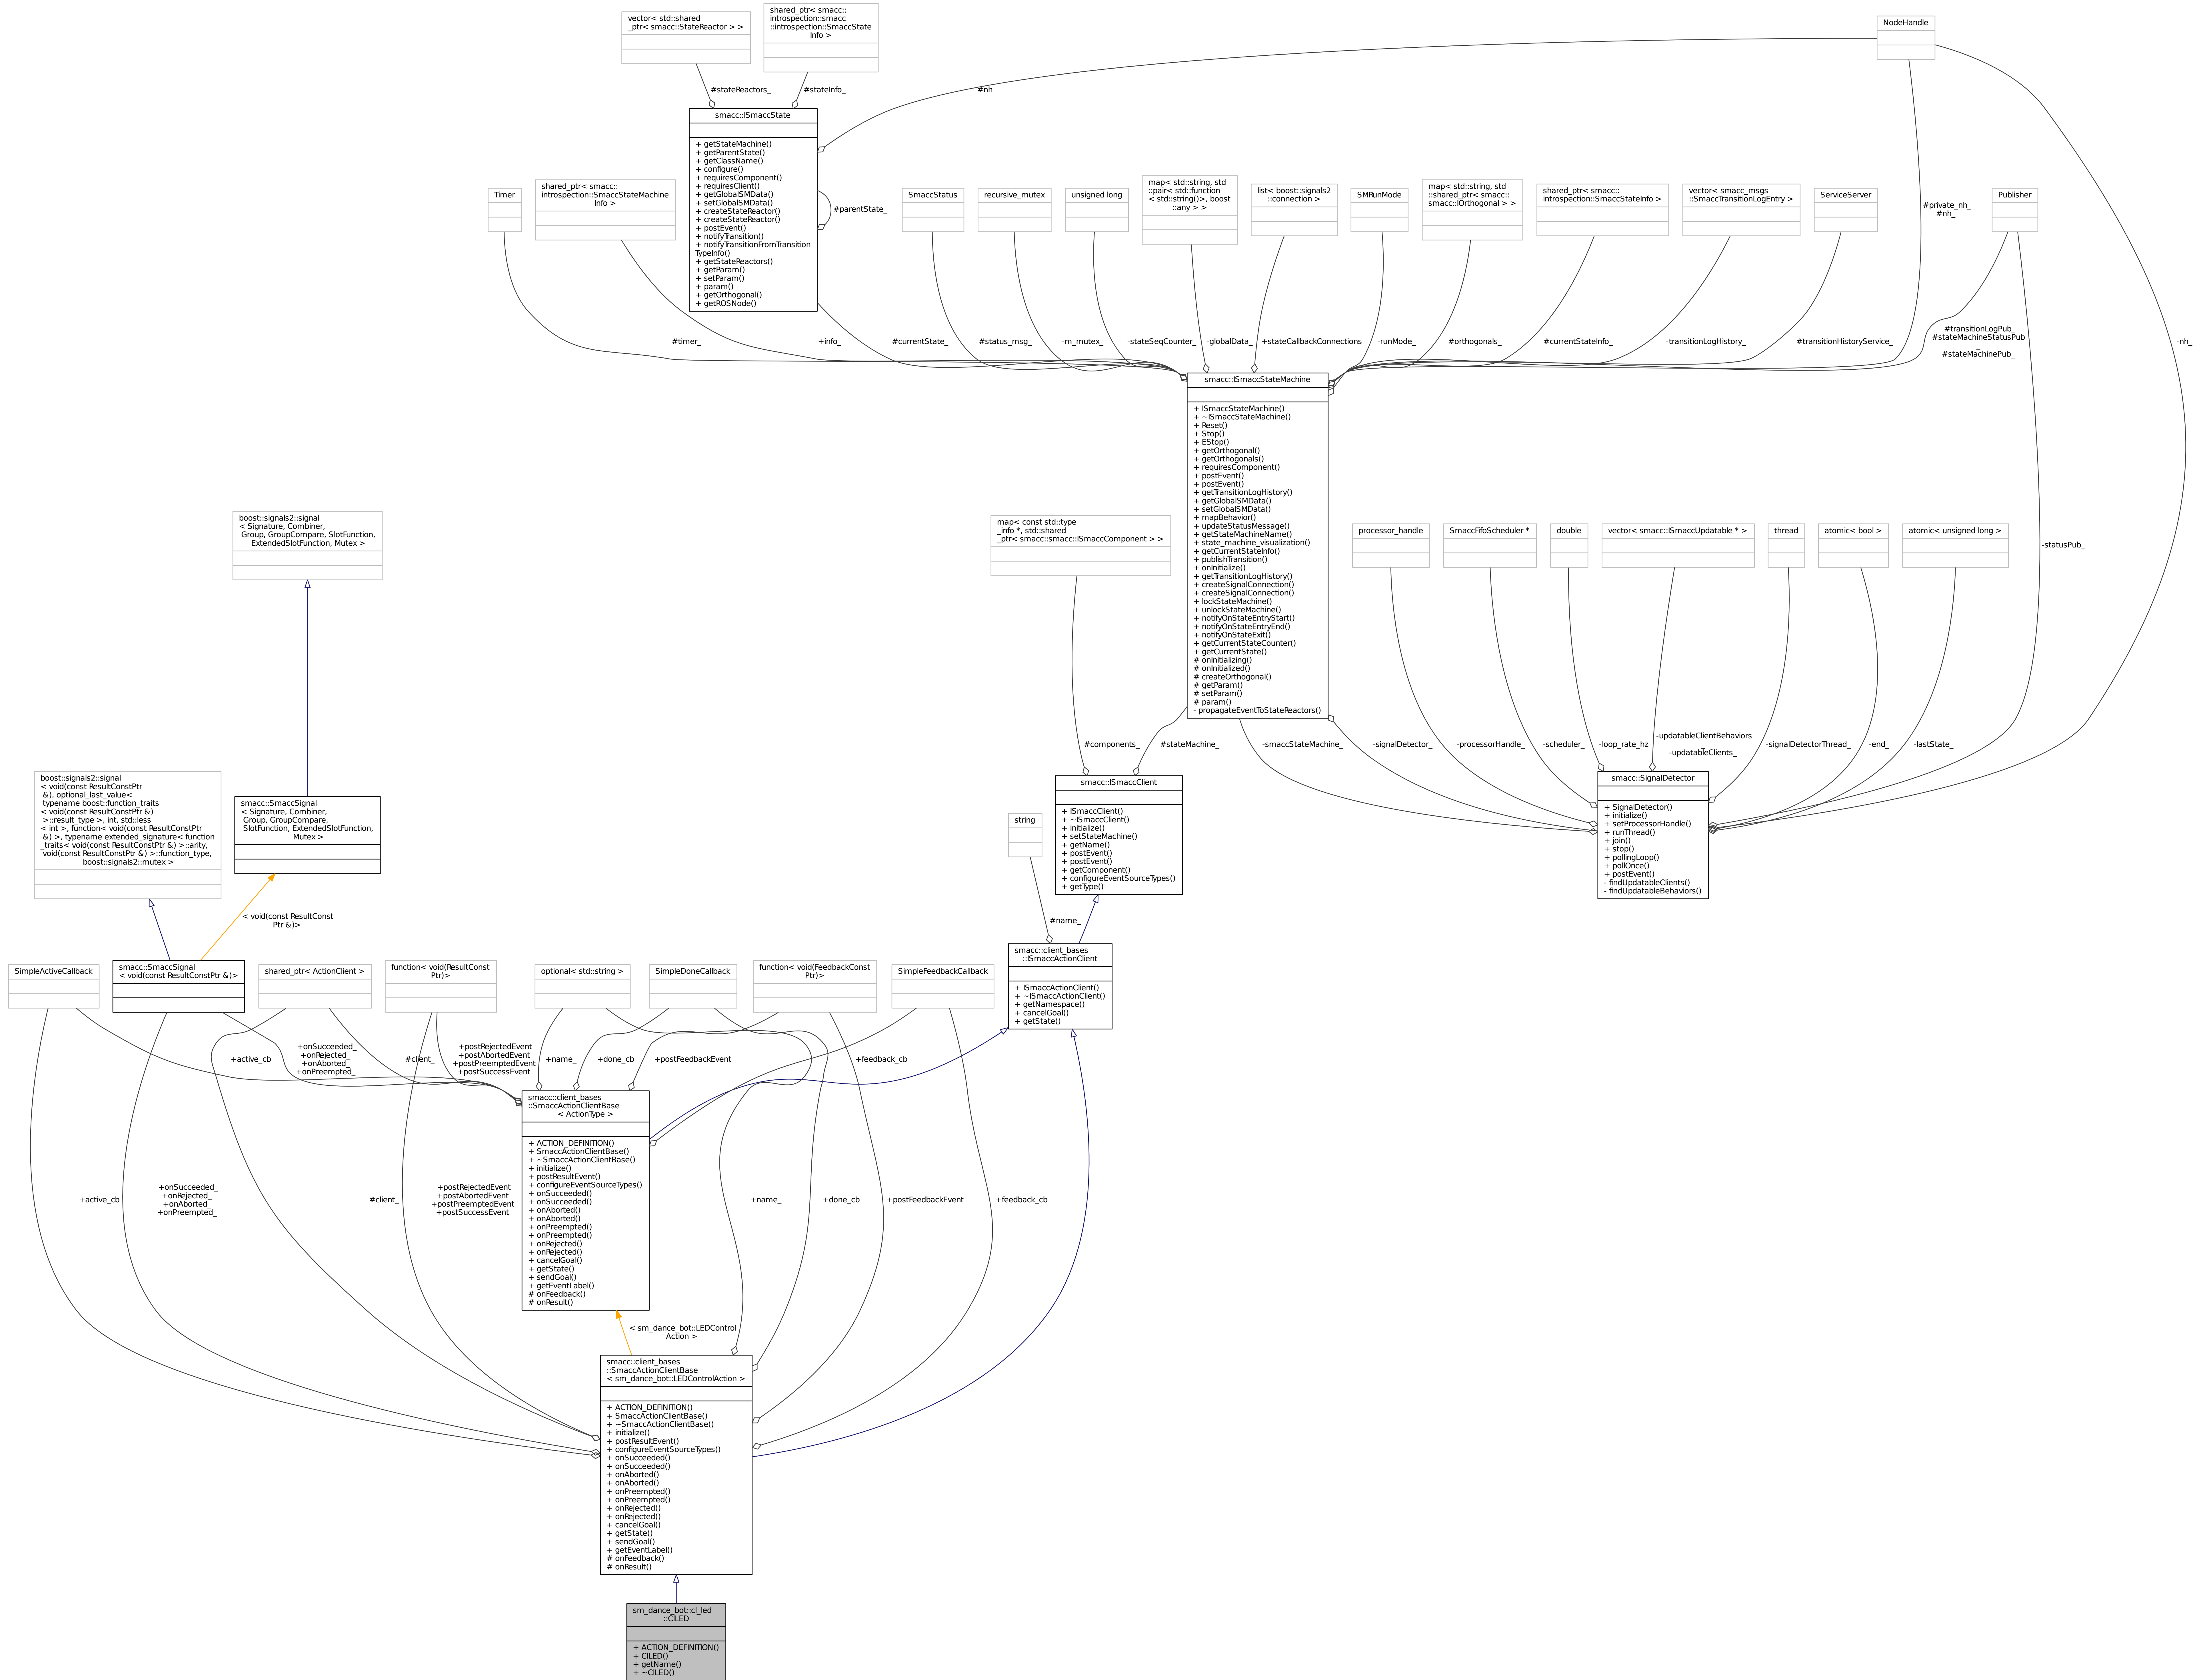 vector< std::shared
_ptr< smacc::StateReactor > >
shared_ptr< smacc::
introspection::smacc
::introspection::SmaccState
Info >
NodeHandle
#stateReactors_
#stateInfo_
#nh
smacc::ISmaccState
+ getStateMachine()
+ getParentState()
+ getClassName()
+ configure()
+ requiresComponent()
+ requiresClient()
+ getGlobalSMData()
+ setGlobalSMData()
+ createStateReactor()
+ createStateReactor()
+ postEvent()
+ notifyTransition()
+ notifyTransitionFromTransition
TypeInfo()
+ getStateReactors()
+ getParam()
+ setParam()
+ param()
+ getOrthogonal()
+ getROSNode()
#parentState_
Timer
shared_ptr< smacc::
introspection::SmaccStateMachine
Info >
SmaccStatus
recursive_mutex
unsigned long
map< std::string, std
::pair< std::function
< std::string()>, boost
::any > >
list< boost::signals2
::connection >
SMRunMode
map< std::string, std
::shared_ptr< smacc::
smacc::IOrthogonal > >
shared_ptr< smacc::
introspection::SmaccStateInfo >
vector< smacc_msgs
::SmaccTransitionLogEntry >
ServiceServer
Publisher
#private_nh_
#nh_
#timer_
+info_
#currentState_
#status_msg_
-m_mutex_
-stateSeqCounter_
-globalData_
+stateCallbackConnections
-runMode_
#orthogonals_
#currentStateInfo_
-transitionLogHistory_
#transitionHistoryService_
#transitionLogPub_
#stateMachineStatusPub
_
#stateMachinePub_
-nh_
smacc::ISmaccStateMachine
+ ISmaccStateMachine()
+ ~ISmaccStateMachine()
+ Reset()
+ Stop()
+ EStop()
+ getOrthogonal()
+ getOrthogonals()
+ requiresComponent()
+ postEvent()
+ postEvent()
+ getTransitionLogHistory()
+ getGlobalSMData()
+ setGlobalSMData()
+ mapBehavior()
+ updateStatusMessage()
+ getStateMachineName()
+ state_machine_visualization()
+ getCurrentStateInfo()
+ publishTransition()
+ onInitialize()
+ getTransitionLogHistory()
+ createSignalConnection()
+ createSignalConnection()
+ lockStateMachine()
+ unlockStateMachine()
+ notifyOnStateEntryStart()
+ notifyOnStateEntryEnd()
+ notifyOnStateExit()
+ getCurrentStateCounter()
+ getCurrentState()
# onInitializing()
# onInitialized()
# createOrthogonal()
# getParam()
# setParam()
# param()
- propagateEventToStateReactors()
boost::signals2::signal
< Signature, Combiner,
Group, GroupCompare, SlotFunction,
ExtendedSlotFunction, Mutex >
map< const std::type
_info *, std::shared
_ptr< smacc::smacc::ISmaccComponent > >
processor_handle
SmaccFifoScheduler *
double
vector< smacc::ISmaccUpdatable * >
thread
atomic< bool >
atomic< unsigned long >
-statusPub_
#components_
#stateMachine_
-smaccStateMachine_
-signalDetector_
-processorHandle_
-scheduler_
-loop_rate_hz
-updatableClientBehaviors
_
-updatableClients_
-signalDetectorThread_
-end_
-lastState_
boost::signals2::signal
< void(const ResultConstPtr
&), optional_last_value<
typename boost::function_traits
< void(const ResultConstPtr &)
>::result_type >, int, std::less
< int >, function< void(const ResultConstPtr
&) >, typename extended_signature< function
_traits< void(const ResultConstPtr &) >::arity,
void(const ResultConstPtr &) >::function_type,
boost::signals2::mutex >
smacc::SmaccSignal
< Signature, Combiner,
Group, GroupCompare,
SlotFunction, ExtendedSlotFunction,
Mutex >
string
smacc::ISmaccClient
+ ISmaccClient()
+ ~ISmaccClient()
+ initialize()
+ setStateMachine()
+ getName()
+ postEvent()
+ postEvent()
+ getComponent()
+ configureEventSourceTypes()
+ getType()
smacc::SignalDetector
+ SignalDetector()
+ initialize()
+ setProcessorHandle()
+ runThread()
+ join()
+ stop()
+ pollingLoop()
+ pollOnce()
+ postEvent()
- findUpdatableClients()
- findUpdatableBehaviors()
< void(const ResultConst
Ptr &)>
#name_
SimpleActiveCallback
smacc::SmaccSignal
< void(const ResultConstPtr &)>
shared_ptr< ActionClient >
function< void(ResultConst
Ptr)>
optional< std::string >
SimpleDoneCallback
function< void(FeedbackConst
Ptr)>
SimpleFeedbackCallback
smacc::client_bases
::ISmaccActionClient
+ ISmaccActionClient()
+ ~ISmaccActionClient()
+ getNamespace()
+ cancelGoal()
+ getState()
+active_cb
+onSucceeded_
+onRejected_
+onAborted_
+onPreempted_
#client_
+postRejectedEvent
+postAbortedEvent
+postPreemptedEvent
+postSuccessEvent
+name_
+done_cb
+postFeedbackEvent
+feedback_cb
smacc::client_bases
::SmaccActionClientBase
< ActionType >
+ ACTION_DEFINITION()
+ SmaccActionClientBase()
+ ~SmaccActionClientBase()
+ initialize()
+ postResultEvent()
+ configureEventSourceTypes()
+ onSucceeded()
+ onSucceeded()
+ onAborted()
+ onAborted()
+ onPreempted()
+ onPreempted()
+ onRejected()
+ onRejected()
+ cancelGoal()
+ getState()
+ sendGoal()
+ getEventLabel()
# onFeedback()
# onResult()
+active_cb
+onSucceeded_
+onRejected_
+onAborted_
+onPreempted_
#client_
+postRejectedEvent
+postAbortedEvent
+postPreemptedEvent
+postSuccessEvent
+name_
+done_cb
+postFeedbackEvent
+feedback_cb
< sm_dance_bot::LEDControl
Action >
smacc::client_bases
::SmaccActionClientBase
< sm_dance_bot::LEDControlAction >
+ ACTION_DEFINITION()
+ SmaccActionClientBase()
+ ~SmaccActionClientBase()
+ initialize()
+ postResultEvent()
+ configureEventSourceTypes()
+ onSucceeded()
+ onSucceeded()
+ onAborted()
+ onAborted()
+ onPreempted()
+ onPreempted()
+ onRejected()
+ onRejected()
+ cancelGoal()
+ getState()
+ sendGoal()
+ getEventLabel()
# onFeedback()
# onResult()
sm_dance_bot::cl_led
::ClLED
+ ACTION_DEFINITION()
+ ClLED()
+ getName()
+ ~ClLED()